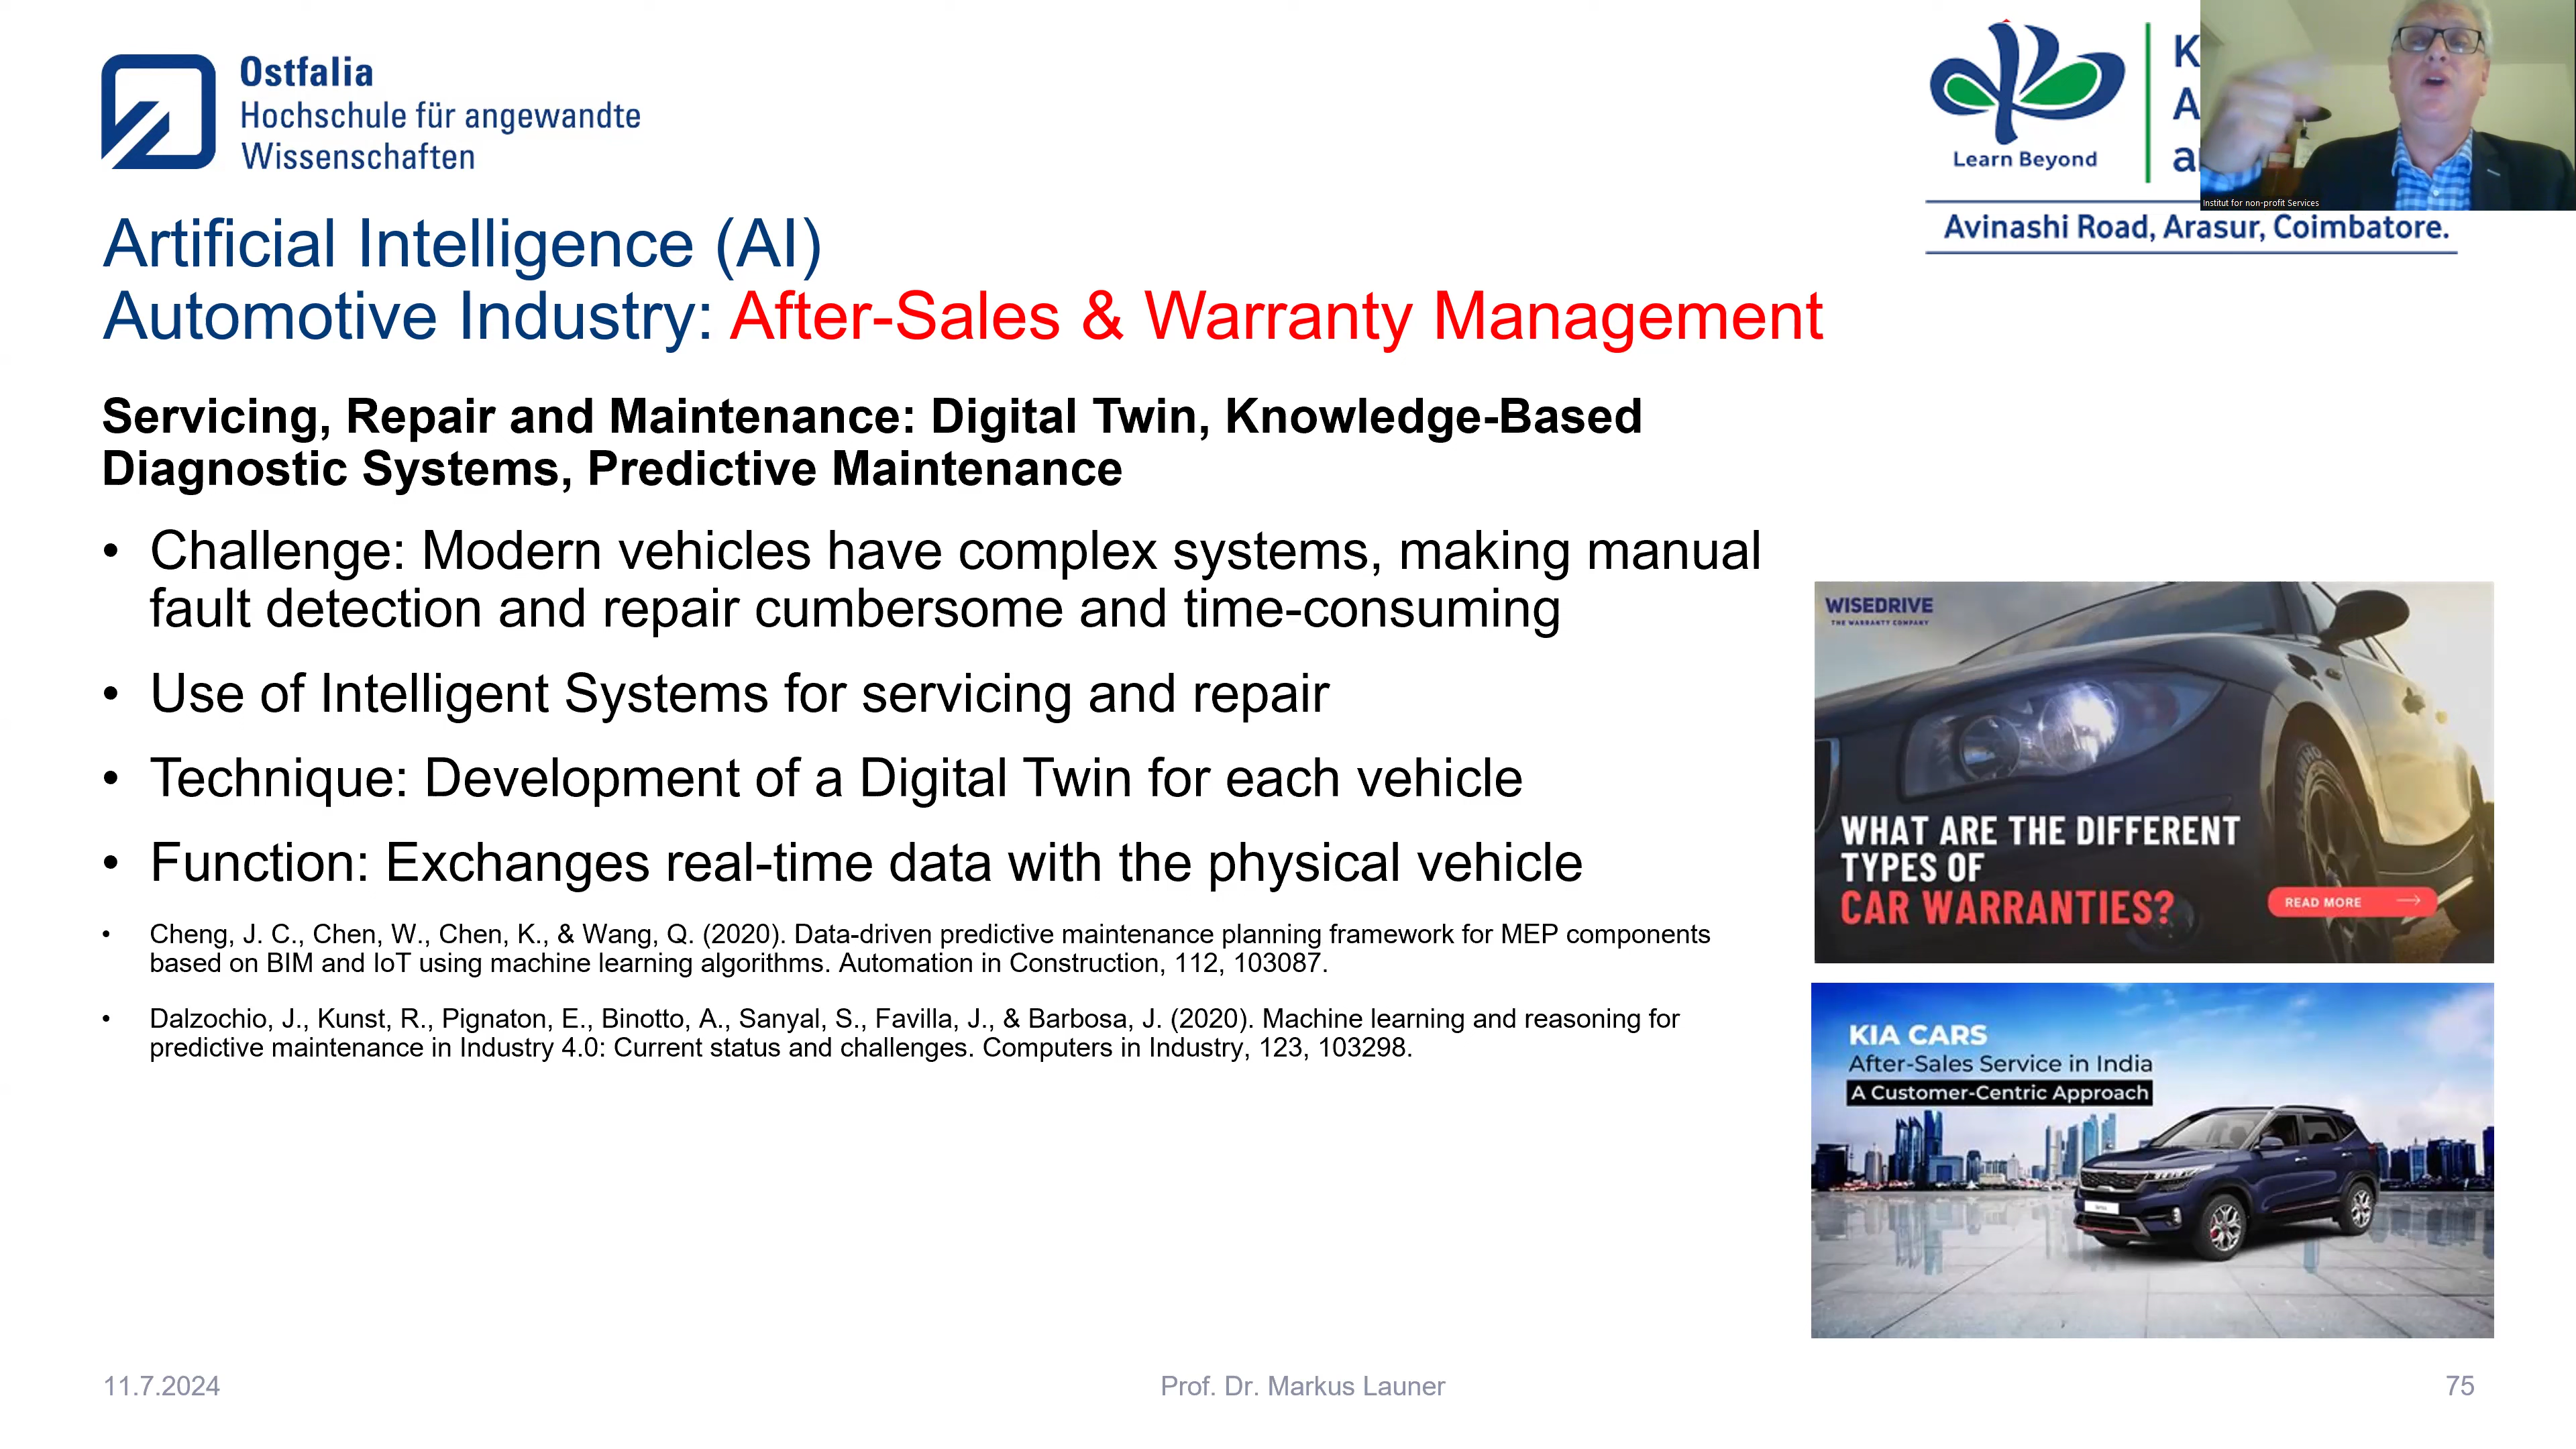 Ostfalia
Hochschule für angewandte
Wissenschaften
Learn Beyond
K
A
a
Institut for non-profit Services
Avinashi Road, Arasur, Coimbatore.
Artificial Intelligence (AI)
Automotive Industry: After-Sales & Warranty Management
Servicing, Repair and Maintenance: Digital Twin, Knowledge-Based
Diagnostic Systems, Predictive Maintenance
• Challenge: Modern vehicles have complex systems, making manual
fault detection and repair cumbersome and time-consuming
• Use of Intelligent Systems for servicing and repair
• Technique: Development of a Digital Twin for each vehicle
• Function: Exchanges real-time data with the physical vehicle
• Cheng, J. C., Chen, W., Chen, K., & Wang, Q. (2020). Data-driven predictive maintenance planning framework for MEP components
based on BIM and IoT using machine learning algorithms. Automation in Construction, 112, 103087.
• Dalzochio, J., Kunst, R., Pignaton, E., Binotto, A., Sanyal, S., Favilla, J., & Barbosa, J. (2020). Machine learning and reasoning for
predictive maintenance in Industry 4.0: Current status and challenges. Computers in Industry, 123, 103298.
WISEDRIVE
THE WARRANTY COMPANY
WHAT ARE THE DIFFERENT
TYPES OF
CAR WARRANTIES?
READ MORE
KIA CARS
After-Sales Service in India
A Customer-Centric Approach
11.7.2024
Prof. Dr. Markus Launer
75